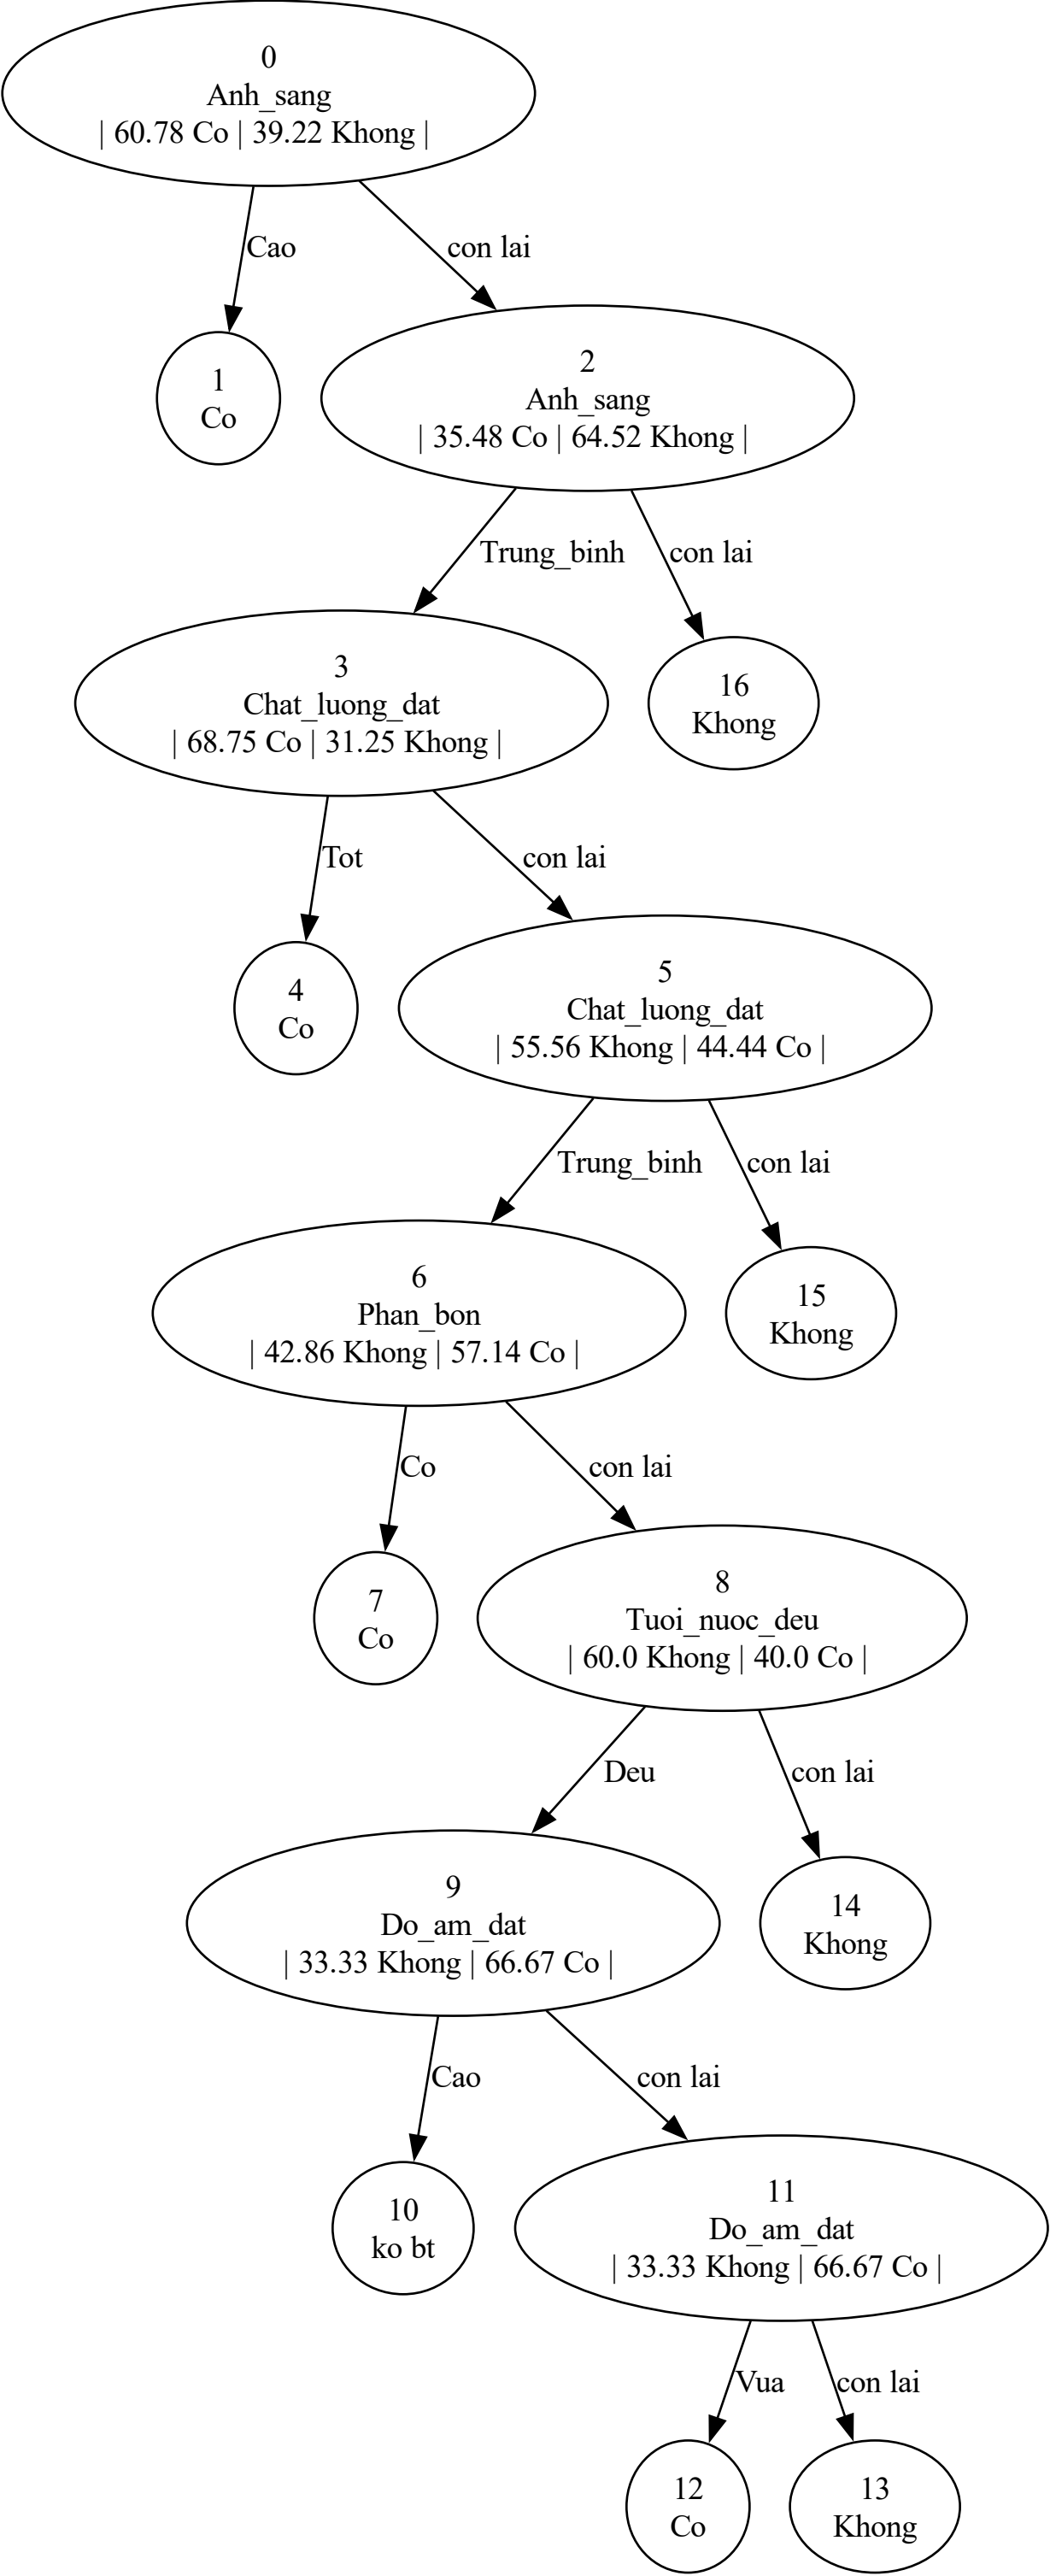 0
Anh_sang
| 60.78 Co | 39.22 Khong |
Cao
con lai
1
Co
2
Anh_sang
| 35.48 Co | 64.52 Khong |
Trung_binh
con lai
3
Chat_luong_dat
| 68.75 Co | 31.25 Khong |
16
Khong
Tot
con lai
4
Co
5
Chat_luong_dat
| 55.56 Khong | 44.44 Co |
Trung_binh
con lai
6
Phan_bon
| 42.86 Khong | 57.14 Co |
15
Khong
Co
con lai
7
Co
8
Tuoi_nuoc_deu
| 60.0 Khong | 40.0 Co |
Deu
con lai
9
Do_am_dat
| 33.33 Khong | 66.67 Co |
14
Khong
Cao
con lai
10
ko bt
11
Do_am_dat
| 33.33 Khong | 66.67 Co |
Vua
con lai
12
Co
13
Khong